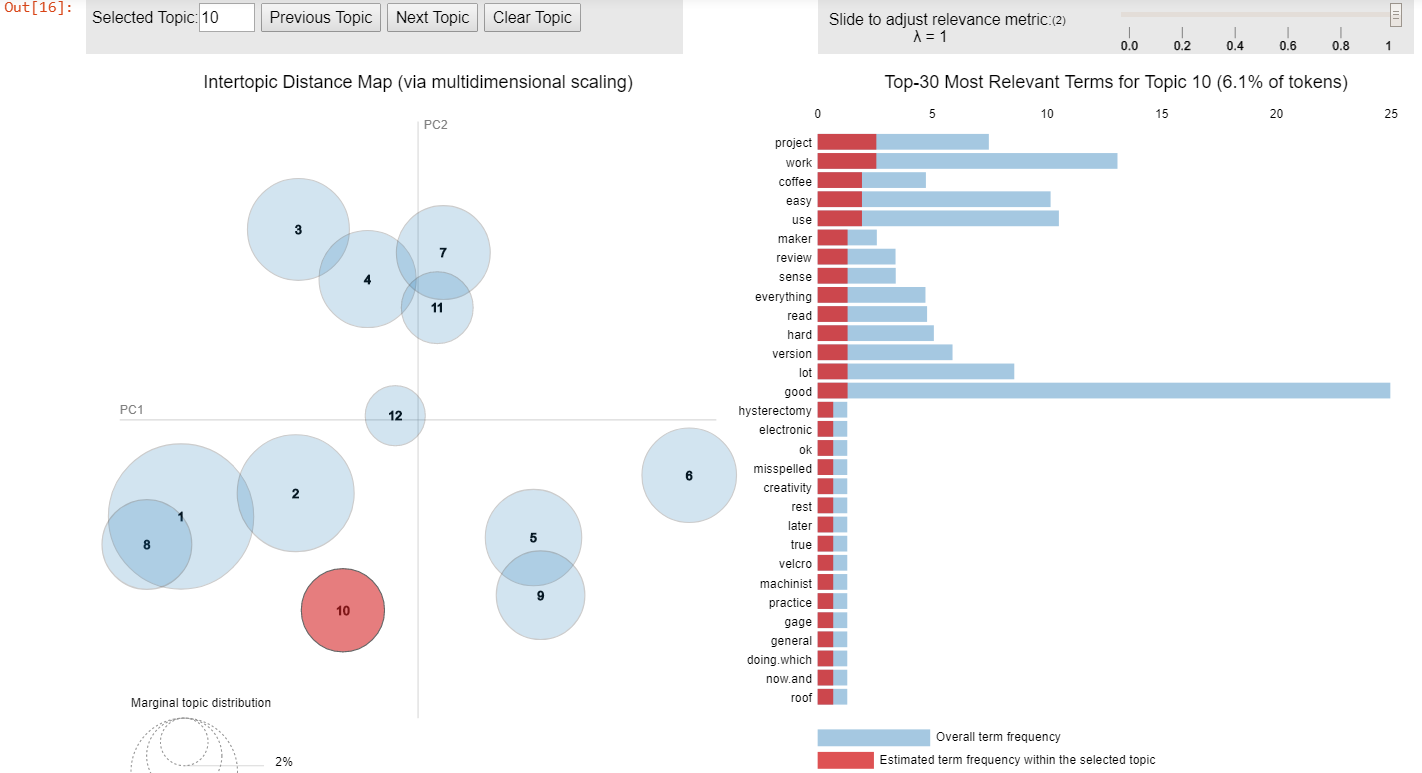 Out[16]:
Selected Topic: 10 Previous Topic Next Topic Clear Topic
Slide to adjust relevance metric:(2)
λ = 1
0.0 0.2 0.4 0.6 0.8 1
Intertopic Distance Map (via multidimensional scaling)
PC2
PC1
3
7
4
11
12
6
2
1
5
8
9
10
Marginal topic distribution
2%
Top-30 Most Relevant Terms for Topic 10 (6.1% of tokens)
0 5 10 15 20 25
project
work
coffee
easy
use
maker
review
sense
everything
read
hard
version
lot
good
hysterectomy
electronic
ok
misspelled
creativity
rest
later
true
velcro
machinist
practice
gage
general
doing.which
now.and
roof
Overall term frequency
Estimated term frequency within the selected topic